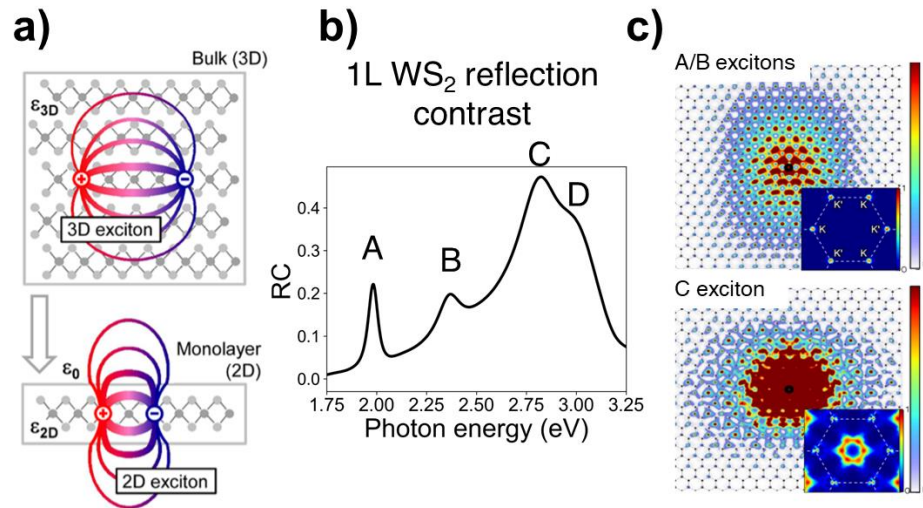 a)
Bulk (3D)
ε3D
+
−
3D exciton
Monolayer
(2D)
ε0
+
−
ε2D
2D exciton
b)
1L WS₂ reflection
contrast
C
D
A
B
0.4
0.3
0.2
0.1
0.0
RC
1.75 2.00 2.25 2.50 2.75 3.00 3.25
Photon energy (eV)
c)
A/B excitons
1
0
K' K
K K'
K' K
C exciton